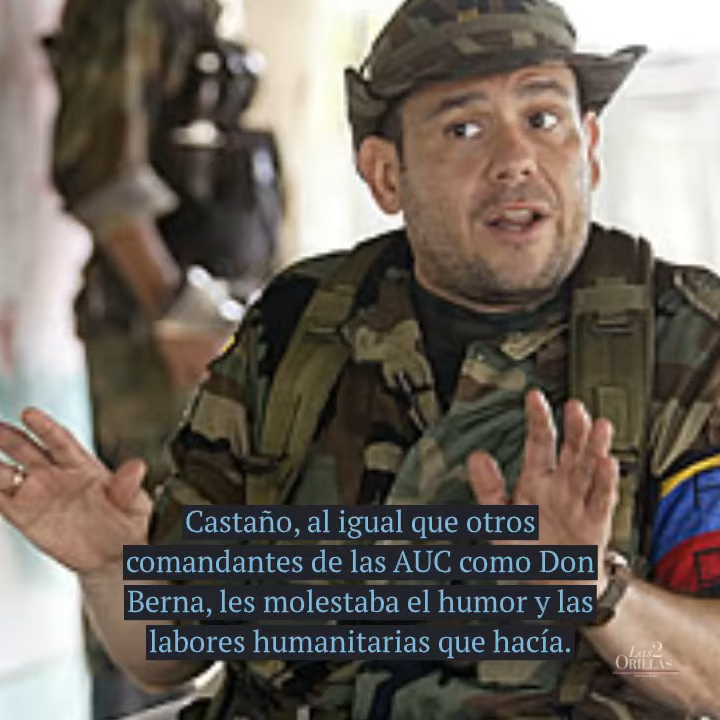 Castaño, al igual que otros
comandantes de las AUC como Don
Berna, les molestaba el humor y las
labores humanitarias que hacía.
Las2
ORILLAS